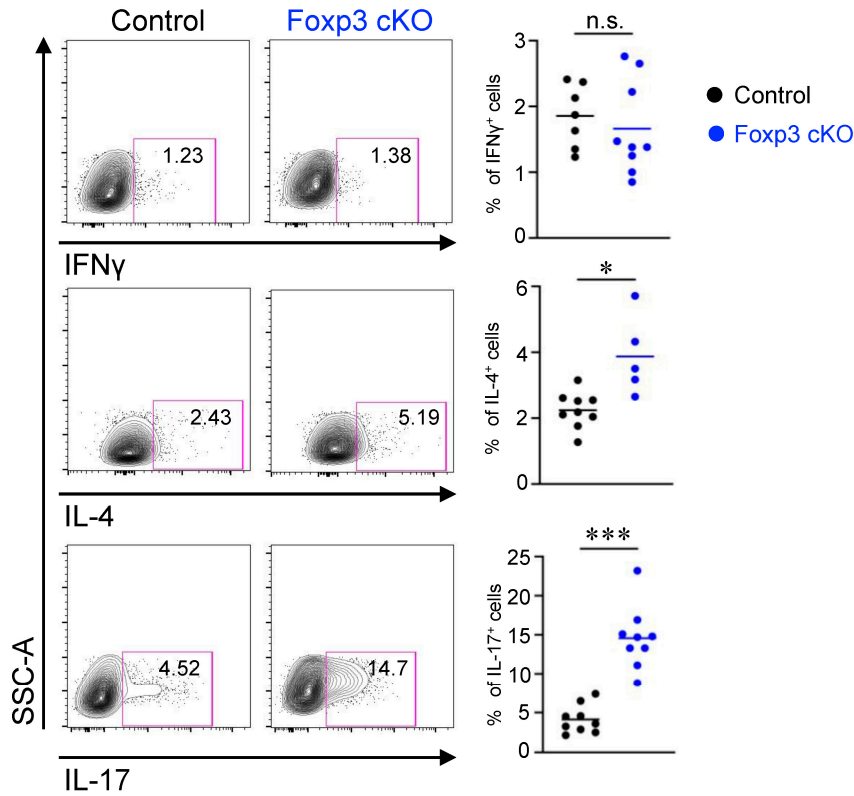 Control
Foxp3 cKO
1.23
1.38
IFNγ
n.s.
3
2
1
0
% of IFNγ⁺ cells
Control
Foxp3 cKO
2.43
5.19
IL-4
*
6
4
2
0
% of IL-4⁺ cells
4.52
14.7
IL-17
SSC-A
***
25
20
15
10
5
0
% of IL-17⁺ cells